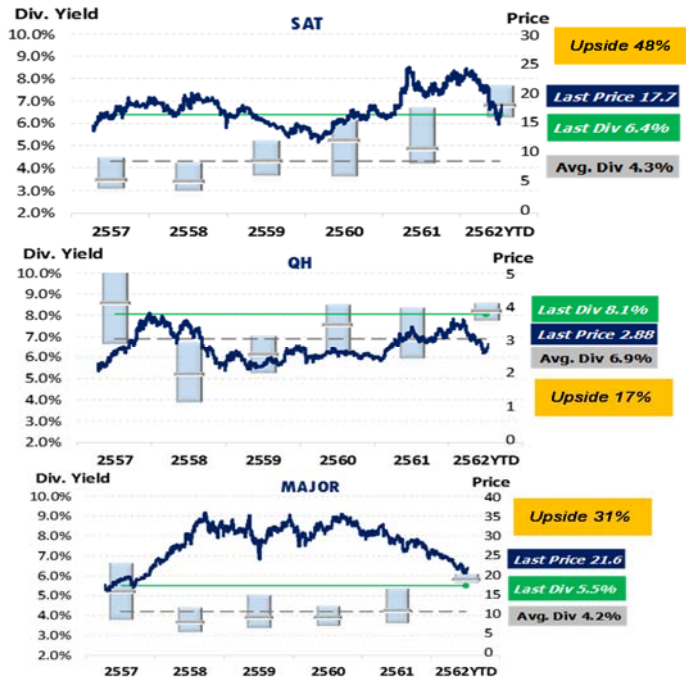 Div. Yield
SAT
Price
10.0%
9.0%
8.0%
7.0%
6.0%
5.0%
4.0%
3.0%
2.0%
30
25
20
15
10
5
0
2557 2558 2559 2560 2561 2562YTD
Upside 48%
Last Price 17.7
Last Div 6.4%
Avg. Div 4.3%
Div. Yield
QH
Price
10.0%
9.0%
8.0%
7.0%
6.0%
5.0%
4.0%
3.0%
2.0%
5
4
3
2
1
0
2557 2558 2559 2560 2561 2562YTD
Last Div 8.1%
Last Price 2.88
Avg. Div 6.9%
Upside 17%
Div. Yield
MAJOR
Price
10.0%
9.0%
8.0%
7.0%
6.0%
5.0%
4.0%
3.0%
2.0%
40
35
30
25
20
15
10
5
0
2557 2558 2559 2560 2561 2562YTD
Upside 31%
Last Price 21.6
Last Div 5.5%
Avg. Div 4.2%